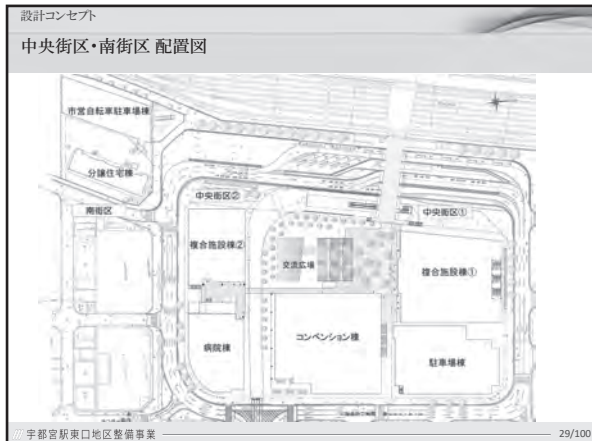 設計コンセプト
中央街区・南街区 配置図
市営自転車駐車場棟
分譲住宅棟
南街区
中央街区②
中央街区①
複合施設棟②
交流広場
複合施設棟①
病院棟
コンベンション棟
駐車場棟
宇都宮駅東口地区整備事業
29/100